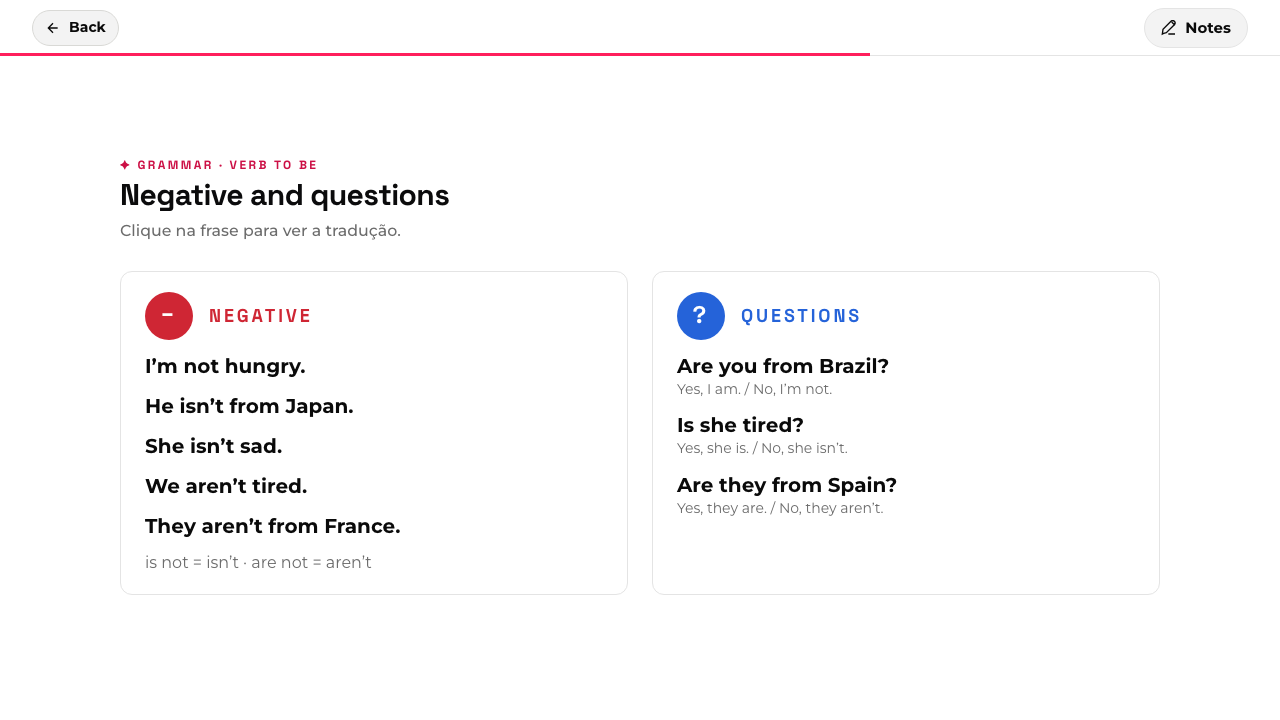 Back
Notes
GRAMMAR · VERB TO BE
Negative and questions
Clique na frase para ver a tradução.
–
NEGATIVE
I’m not hungry.
He isn’t from Japan.
She isn’t sad.
We aren’t tired.
They aren’t from France.
is not = isn’t · are not = aren’t
?
QUESTIONS
Are you from Brazil?
Yes, I am. / No, I’m not.
Is she tired?
Yes, she is. / No, she isn’t.
Are they from Spain?
Yes, they are. / No, they aren’t.